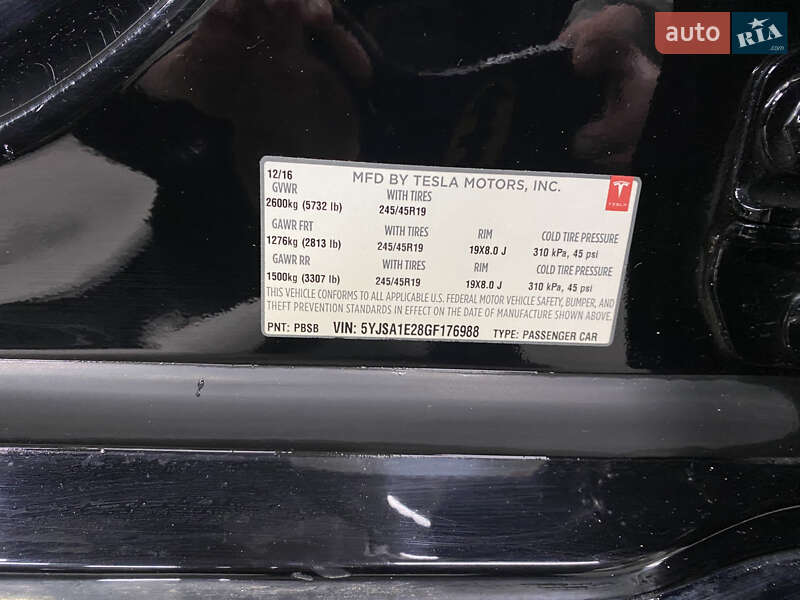 auto RIA.com
12/16 MFD BY TESLA MOTORS, INC.
GVWR WITH TIRES
2600kg (5732 lb) 245/45R19
TESLA
GAWR FRT WITH TIRES RIM COLD TIRE PRESSURE
1276kg (2813 lb) 245/45R19 19X8.0 J 310 kPa, 45 psi
GAWR RR WITH TIRES RIM COLD TIRE PRESSURE
1500kg (3307 lb) 245/45R19 19X8.0 J 310 kPa, 45 psi
THIS VEHICLE CONFORMS TO ALL APPLICABLE U.S. FEDERAL MOTOR VEHICLE SAFETY, BUMPER, AND
THEFT PREVENTION STANDARDS IN EFFECT ON THE DATE OF MANUFACTURE SHOWN ABOVE.
PNT: PBSB VIN: 5YJSA1E28GF176988 TYPE: PASSENGER CAR